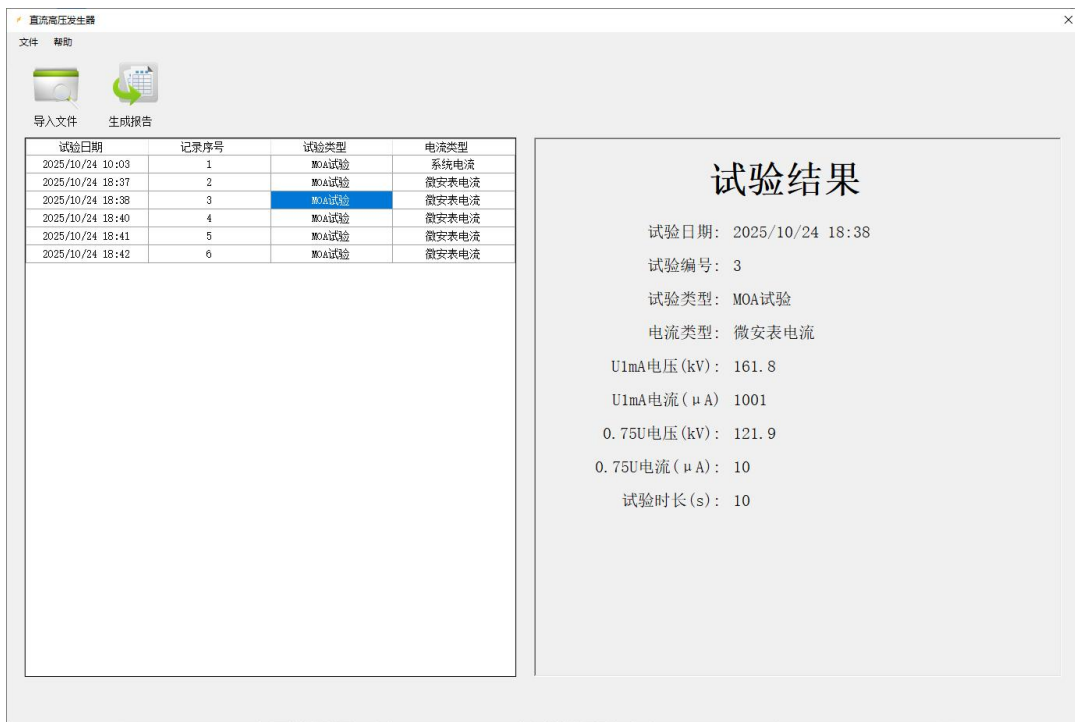 直流高压发生器
文件 帮助
导入文件 生成报告
试验日期 记录序号 试验类型 电流类型
2025/10/24 10:03 1 MOA试验 系统电流
2025/10/24 18:37 2 MOA试验 微安表电流
2025/10/24 18:38 3 MOA试验 微安表电流
2025/10/24 18:40 4 MOA试验 微安表电流
2025/10/24 18:41 5 MOA试验 微安表电流
2025/10/24 18:42 6 MOA试验 微安表电流
试验结果
试验日期: 2025/10/24 18:38
试验编号: 3
试验类型: MOA试验
电流类型: 微安表电流
U1mA电压(kV): 161.8
U1mA电流(μA) 1001
0.75U电压(kV): 121.9
0.75U电流(μA): 10
试验时长(s): 10